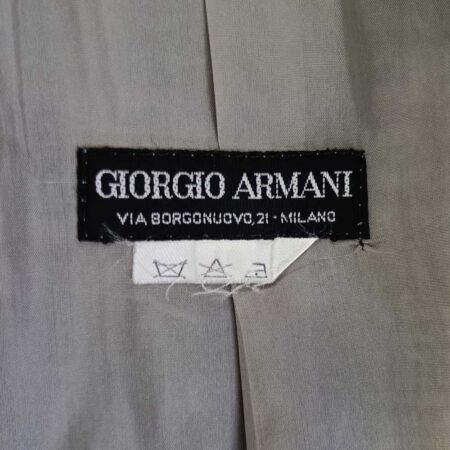 GIORGIO ARMANI
VIA BORGONUOVO, 21 - MILANO